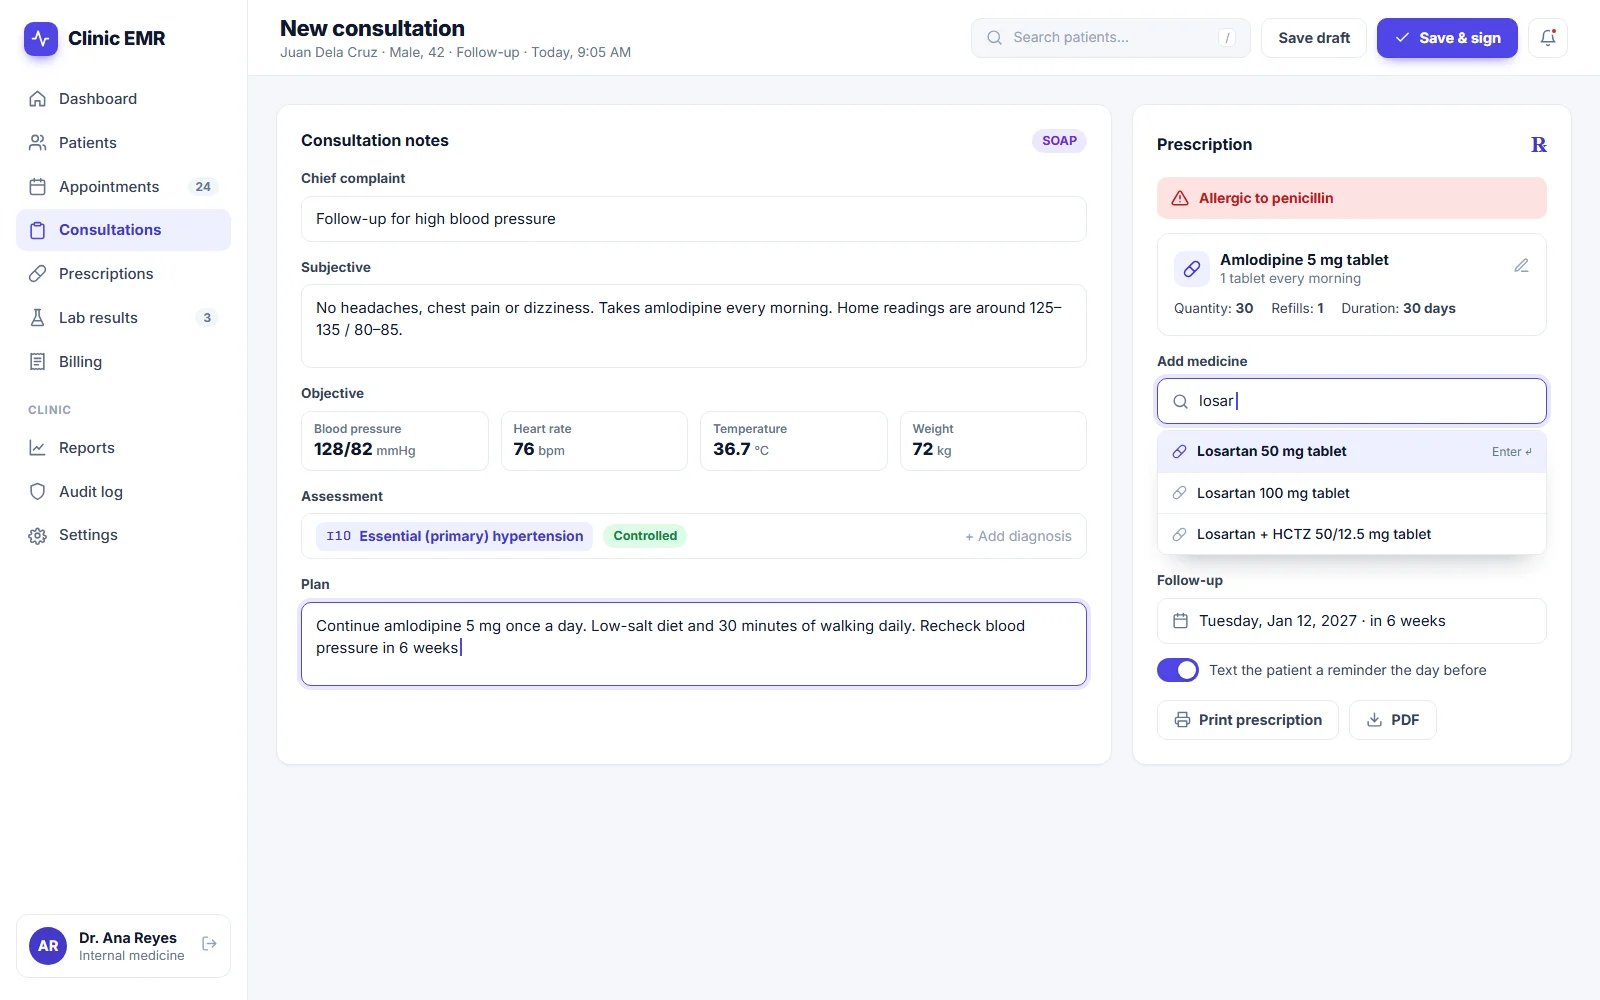 Clinic EMR
Dashboard
Patients
Appointments 24
Consultations
Prescriptions
Lab results 3
Billing
CLINIC
Reports
Audit log
Settings
AR
Dr. Ana Reyes
Internal medicine
New consultation
Juan Dela Cruz · Male, 42 · Follow-up · Today, 9:05 AM
Search patients... /
Save draft
Save & sign
Consultation notes
SOAP
Chief complaint
Follow-up for high blood pressure
Subjective
No headaches, chest pain or dizziness. Takes amlodipine every morning. Home readings are around 125–
135 / 80–85.
Objective
Blood pressure
128/82 mmHg
Heart rate
76 bpm
Temperature
36.7 °C
Weight
72 kg
Assessment
I10 Essential (primary) hypertension
Controlled
+ Add diagnosis
Plan
Continue amlodipine 5 mg once a day. Low-salt diet and 30 minutes of walking daily. Recheck blood
pressure in 6 weeks
Prescription
℞
Allergic to penicillin
Amlodipine 5 mg tablet
1 tablet every morning
Quantity: 30 Refills: 1 Duration: 30 days
Add medicine
losar
Losartan 50 mg tablet Enter ↵
Losartan 100 mg tablet
Losartan + HCTZ 50/12.5 mg tablet
Follow-up
Tuesday, Jan 12, 2027 · in 6 weeks
Text the patient a reminder the day before
Print prescription
PDF